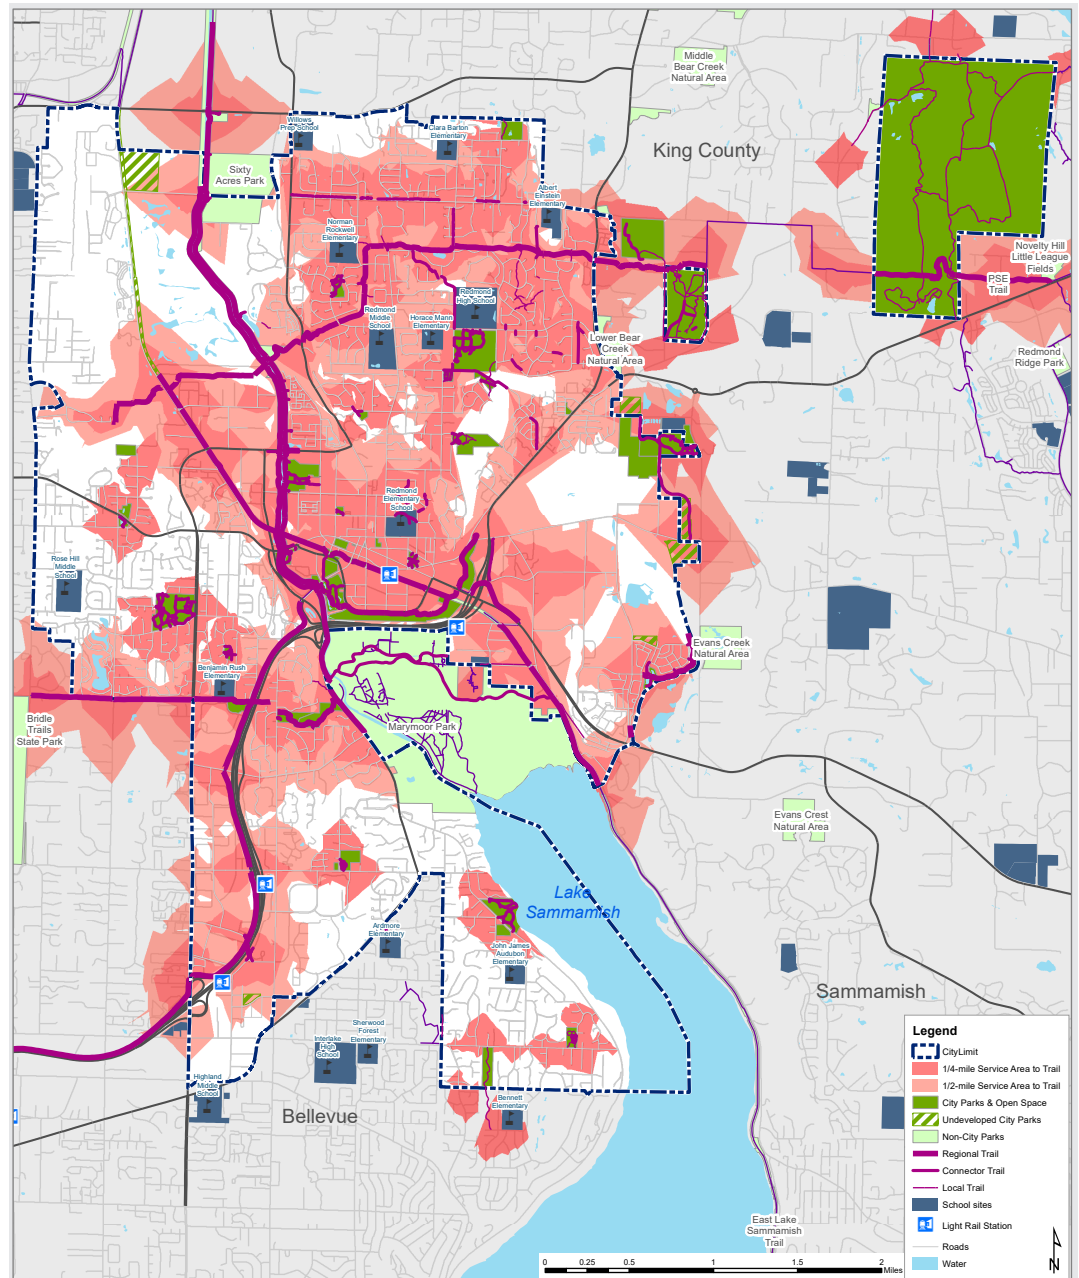 Middle
Bear Creek
Natural Area
Willows
Prep School
Clara Barton
Elementary
King County
Sixty
Acres Park
Albert
Einstein
Elementary
Norman
Rockwell
Elementary
Novelty Hill
Little League
Fields
PSE
Trail
Redmond
High School
Redmond
Middle
School
Horace Mann
Elementary
Lower Bear
Creek
Natural Area
Redmond
Ridge Park
Redmond
Elementary
School
Rose Hill
Middle
School
Evans Creek
Natural Area
Benjamin Rush
Elementary
Bridle
Trails
State Park
Marymoor Park
Evans Crest
Natural Area
Lake
Sammamish
Ardmore
Elementary
John James
Audubon
Elementary
Sammamish
Sherwood
Forest
Elementary
Interlake
High
School
Highland
Middle
School
Bennett
Elementary
Bellevue
East Lake
Sammamish
Trail
Legend
CityLimit
1/4-mile Service Area to Trail
1/2-mile Service Area to Trail
City Parks & Open Space
Undeveloped City Parks
Non-City Parks
Regional Trail
Connector Trail
Local Trail
School sites
Light Rail Station
Roads
Water
N
0 0.25 0.5 1 1.5 2
Miles